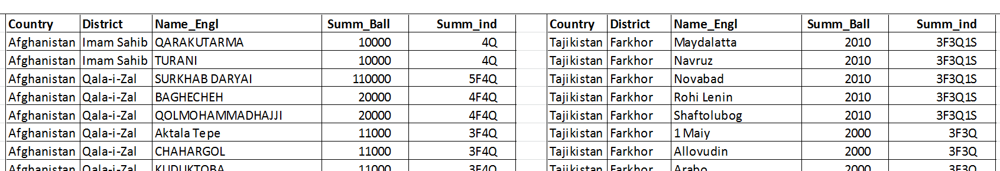 Country District Name_Engl Summ_Ball Summ_ind Country District Name_Engl Summ_Ball Summ_ind
Afghanistan Imam Sahib QARAKUTARMA 10000 4Q Tajikistan Farkhor Maydalatta 2010 3F3Q1S
Afghanistan Imam Sahib TURANI 10000 4Q Tajikistan Farkhor Navruz 2010 3F3Q1S
Afghanistan Qala-i-Zal SURKHAB DARYAI 110000 5F4Q Tajikistan Farkhor Novabad 2010 3F3Q1S
Afghanistan Qala-i-Zal BAGHECHEH 20000 4F4Q Tajikistan Farkhor Rohi Lenin 2010 3F3Q1S
Afghanistan Qala-i-Zal QOLMOHAMMADHAJJI 20000 4F4Q Tajikistan Farkhor Shaftolubog 2010 3F3Q1S
Afghanistan Qala-i-Zal Aktala Tepe 11000 3F4Q Tajikistan Farkhor 1 Maiy 2000 3F3Q
Afghanistan Qala-i-Zal CHAHARGOL 11000 3F4Q Tajikistan Farkhor Allovudin 2000 3F3Q
Afghanistan Qala-i-Zal KUDUKTOBA 11000 3F4Q Tajikistan Farkhor Arabo 2000 3F3Q